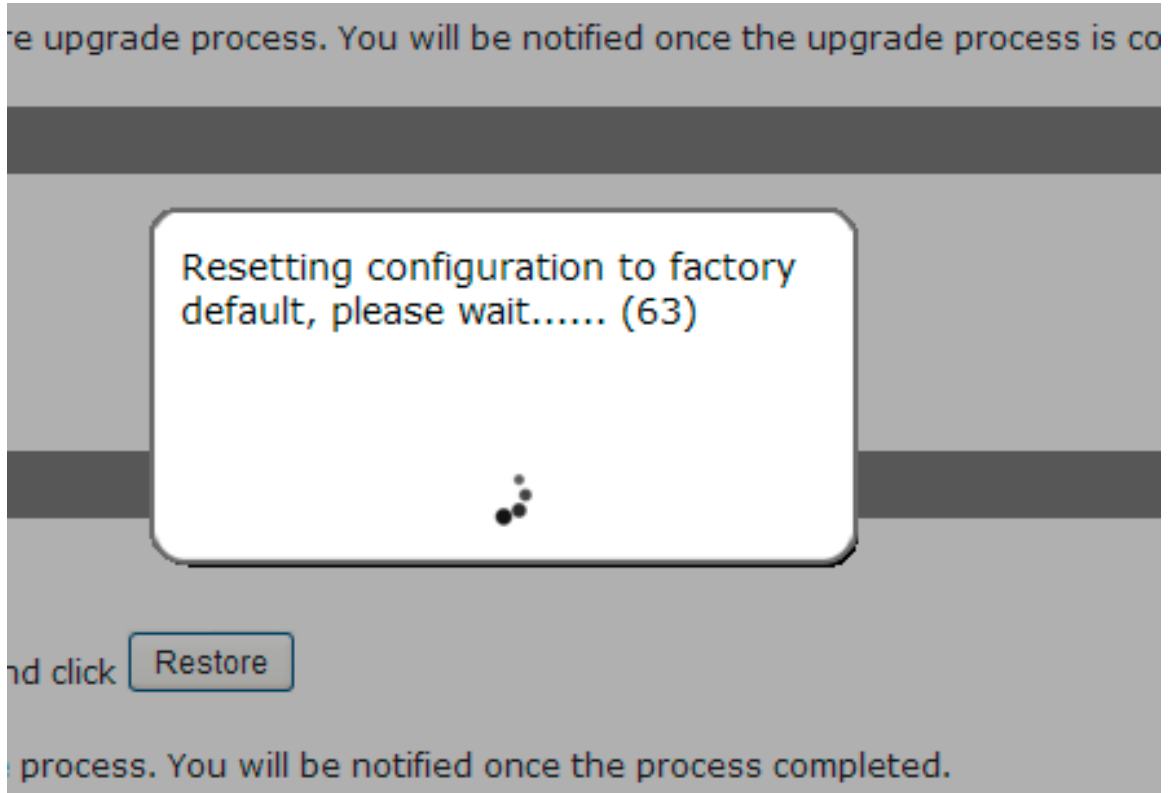 re upgrade process. You will be notified once the upgrade process is co
Resetting configuration to factory
default, please wait...... (63)
nd click Restore
process. You will be notified once the process completed.